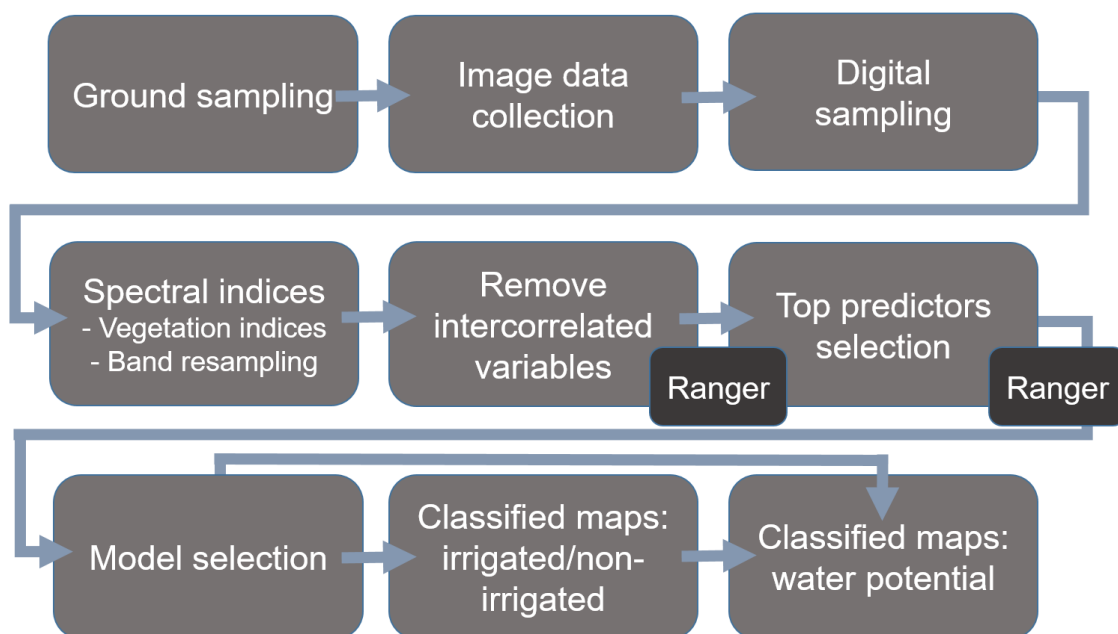 Ground sampling
Image data
collection
Digital
sampling
Spectral indices
- Vegetation indices
- Band resampling
Remove
intercorrelated
variables
Ranger
Top predictors
selection
Ranger
Model selection
Classified maps:
irrigated/non-
irrigated
Classified maps:
water potential